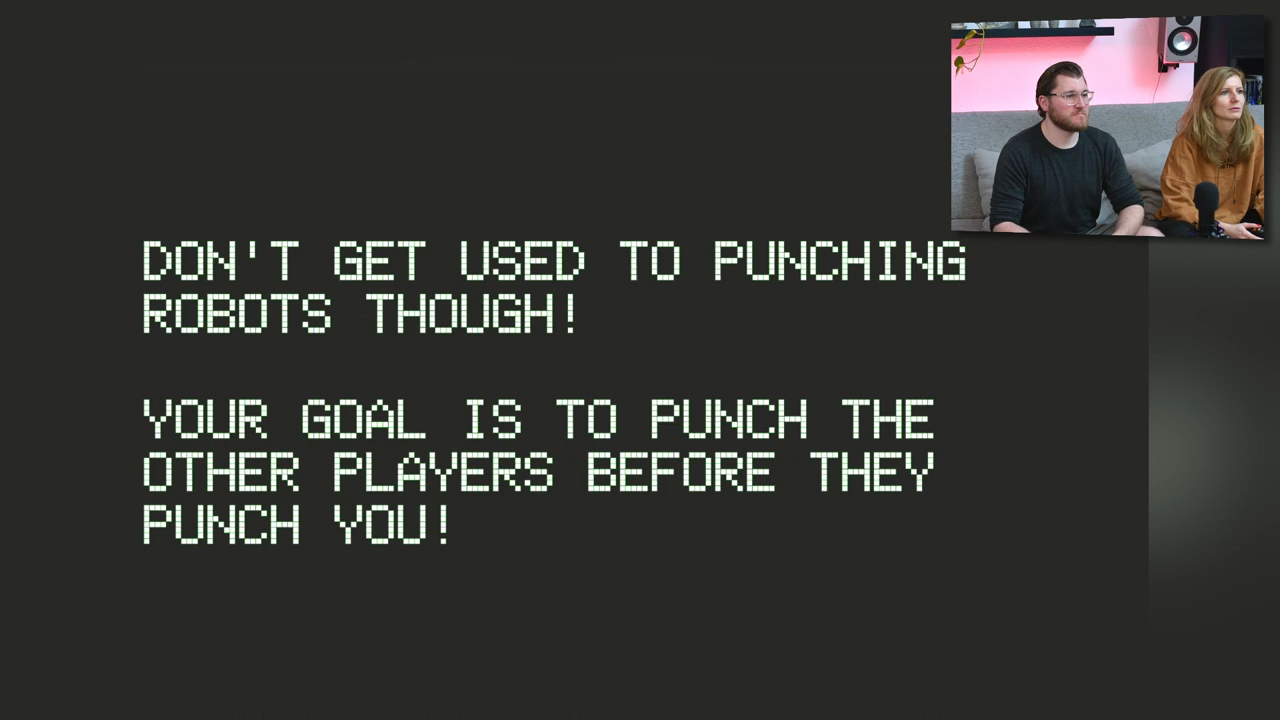 DON'T GET USED TO PUNCHING
ROBOTS THOUGH!
YOUR GOAL IS TO PUNCH THE
OTHER PLAYERS BEFORE THEY
PUNCH YOU!